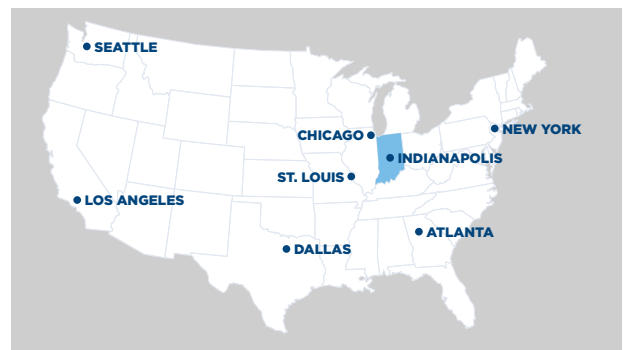 SEATTLE
CHICAGO
NEW YORK
INDIANAPOLIS
ST. LOUIS
LOS ANGELES
ATLANTA
DALLAS